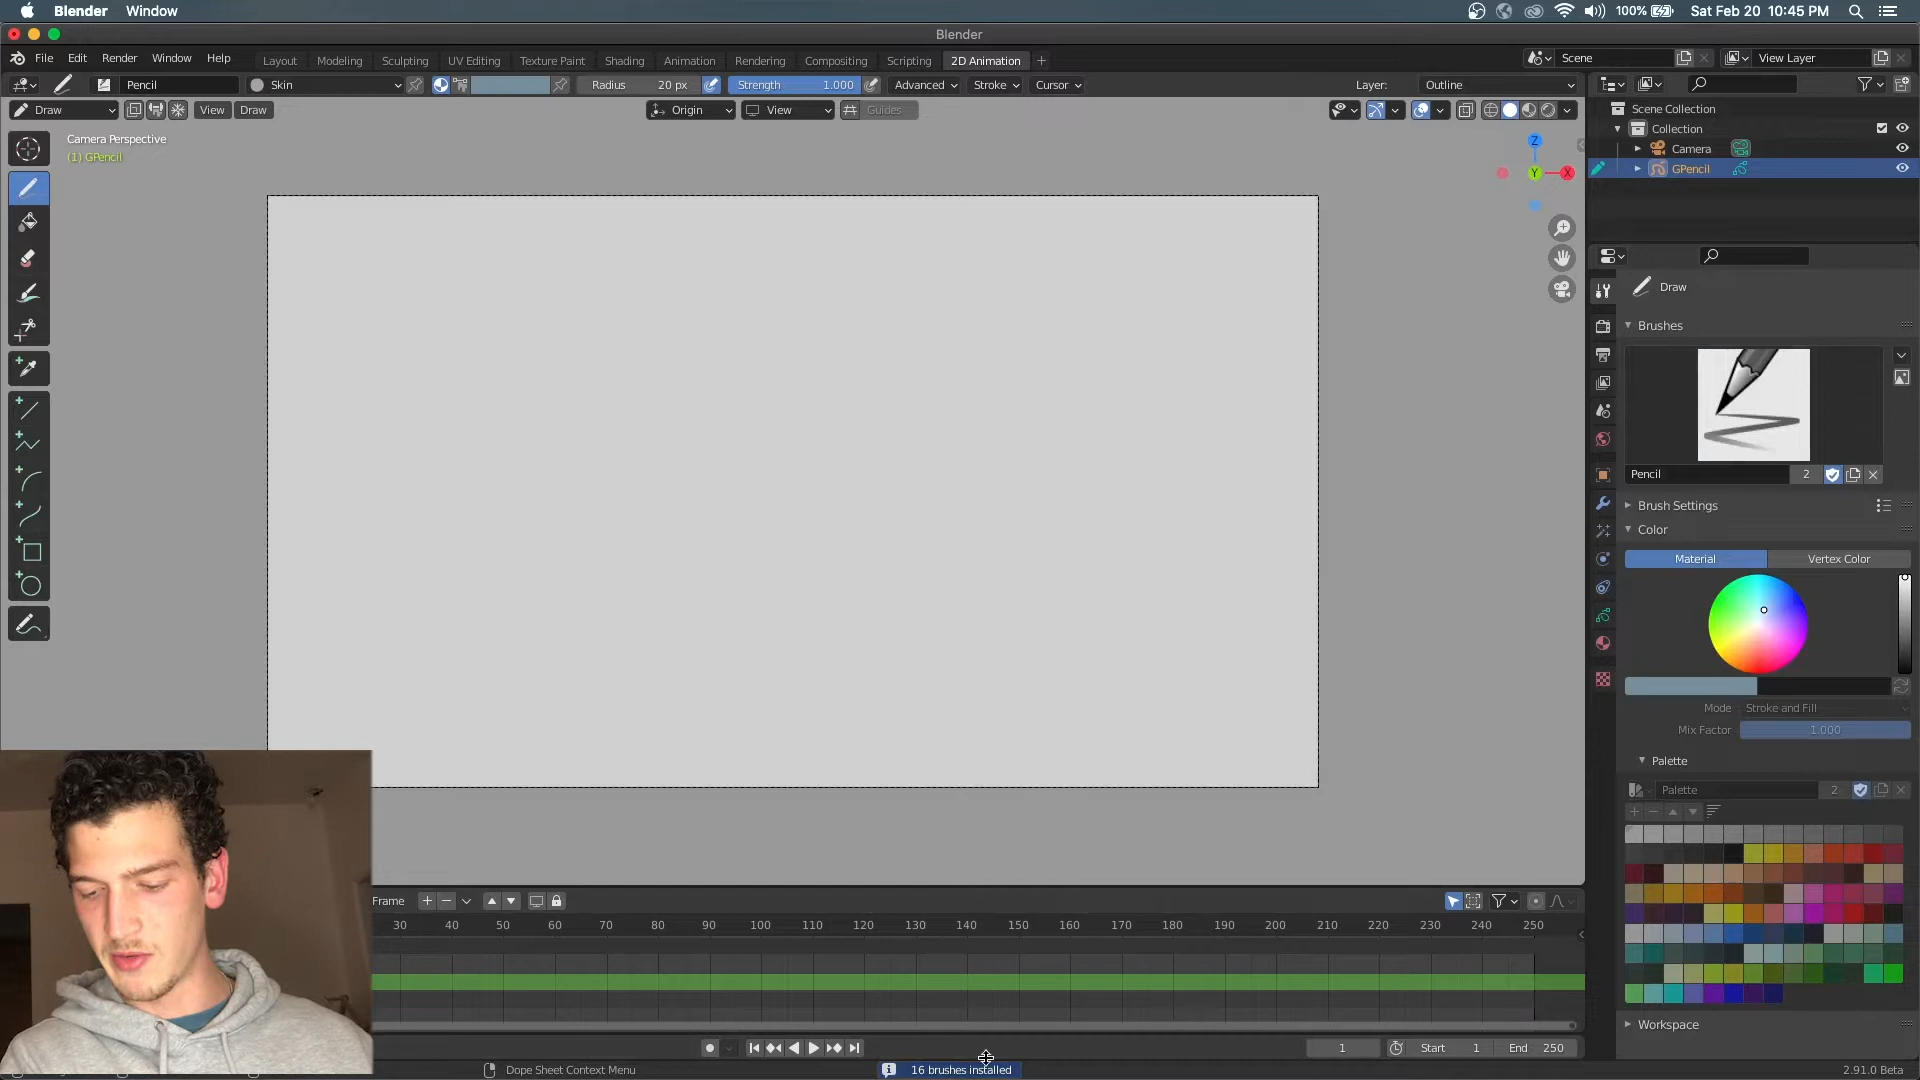 Blender Window 100% Sat Feb 20 10:45 PM
Blender
File Edit Render Window Help Layout Modeling Sculpting UV Editing Texture Paint Shading Animation Rendering Compositing Scripting 2D Animation + Scene View Layer
Pencil Skin Radius 20 px Strength 1.000 Advanced Stroke Cursor Layer: Outline
Draw View Draw Origin View Guides
Scene Collection
Collection
Camera
GPencil
Camera Perspective
(1) GPencil
Z
Y
X
Draw
Brushes
Pencil 2
Brush Settings
Color
Material Vertex Color
Mode Stroke and Fill
Mix Factor 1.000
Palette
Palette 2
Workspace
Frame
30 40 50 60 70 80 90 100 110 120 130 140 150 160 170 180 190 200 210 220 230 240 250
1 Start 1 End 250
Dope Sheet Context Menu 16 brushes installed 2.91.0 Beta